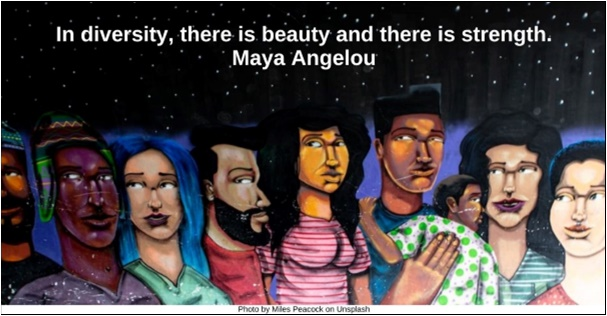 In diversity, there is beauty and there is strength.
Maya Angelou
Photo by Miles Peacock on Unsplash